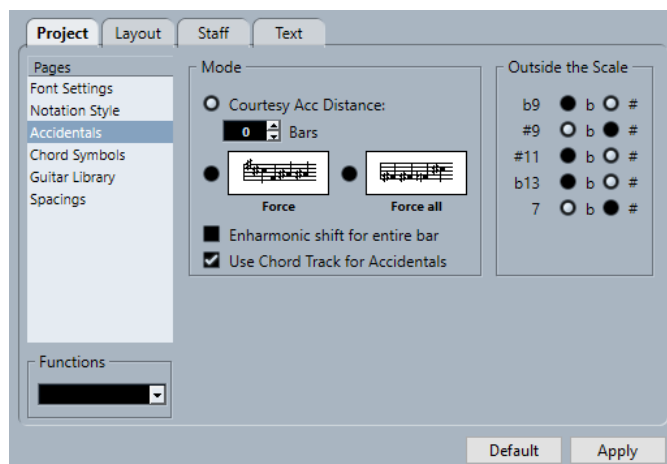 Project Layout Staff Text
Pages
Font Settings
Notation Style
Accidentals
Chord Symbols
Guitar Library
Spacings
Functions
Mode
Courtesy Acc Distance:
0 Bars
Force Force all
Enharmonic shift for entire bar
Use Chord Track for Accidentals
Outside the Scale
b9 b #
#9 b #
#11 b #
b13 b #
7 b #
Default Apply